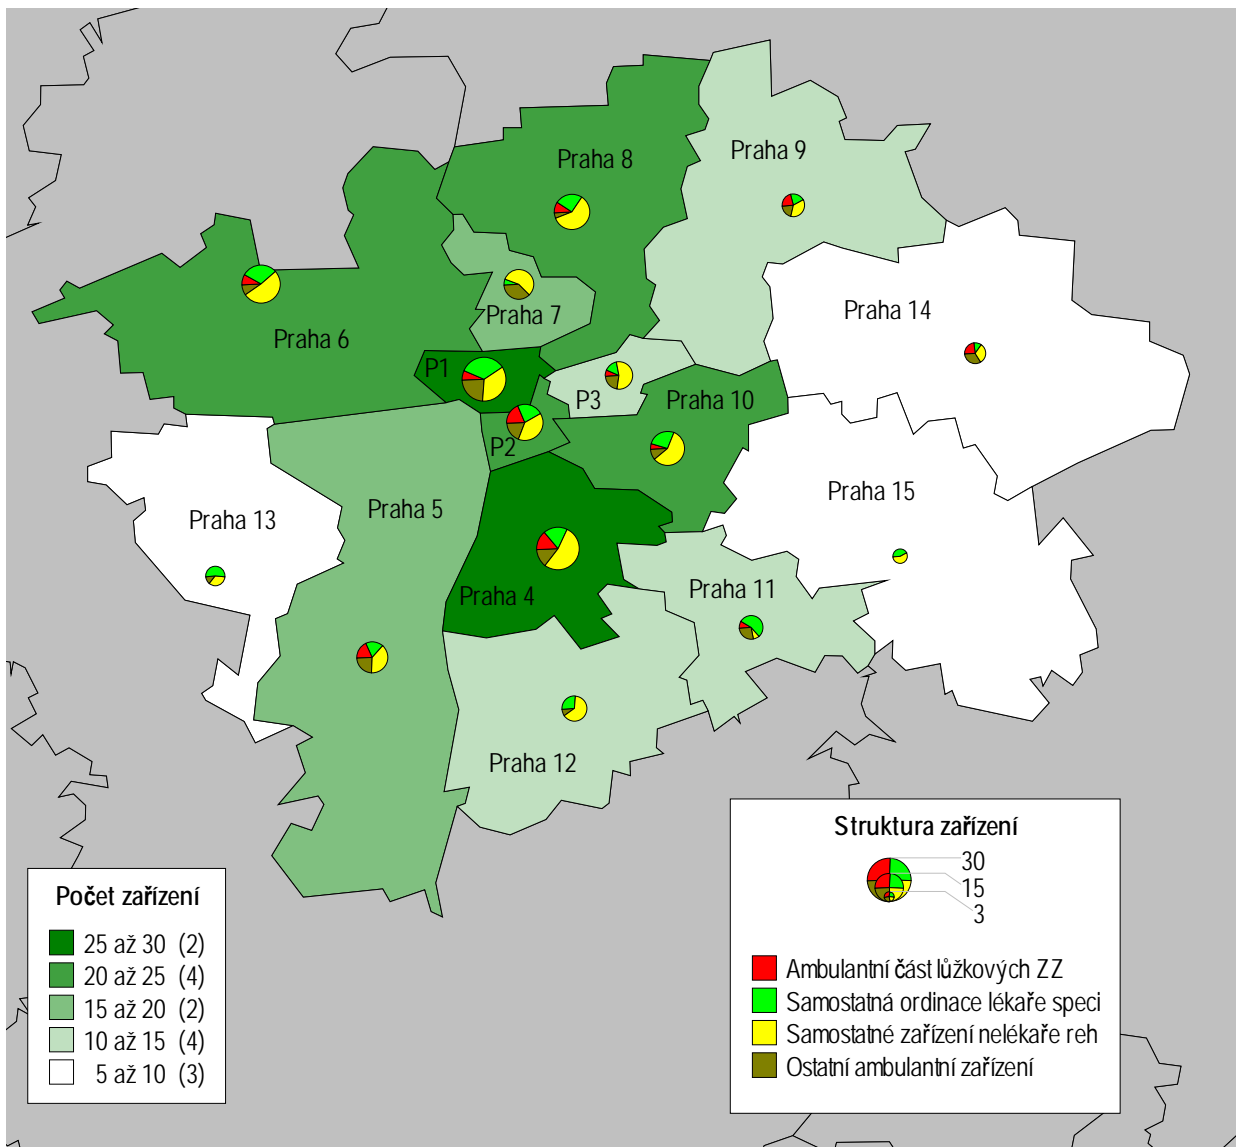 Praha 8
Praha 9
Praha 7
Praha 14
Praha 6
P1
P3
Praha 10
P2
Praha 15
Praha 5
Praha 13
Praha 11
Praha 4
Praha 12
Počet zařízení
25 až 30 (2)
20 až 25 (4)
15 až 20 (2)
10 až 15 (4)
5 až 10 (3)
Struktura zařízení
30
15
3
Ambulantní část lůžkových ZZ
Samostatná ordinace lékaře speci
Samostatné zařízení nelékaře reh
Ostatní ambulantní zařízení